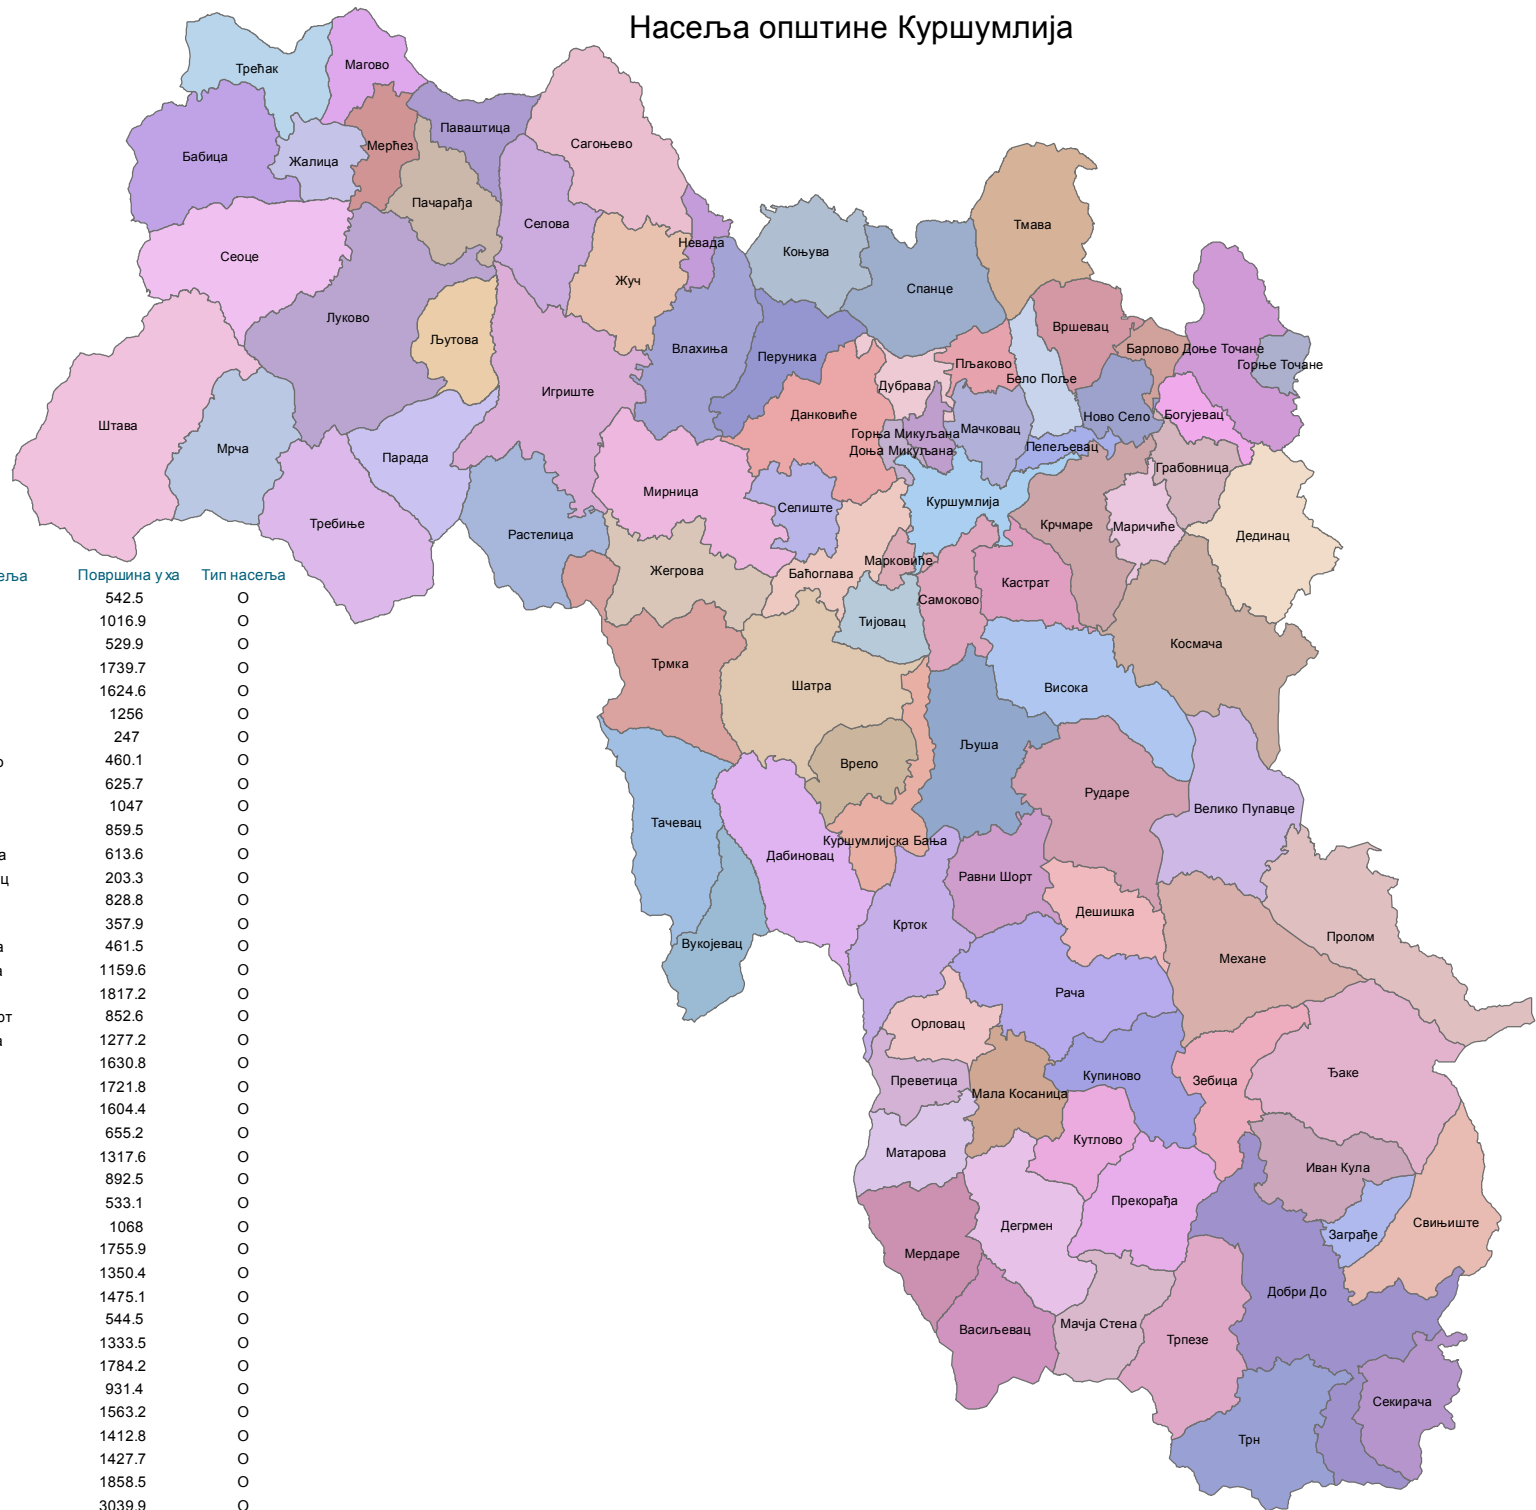 Насеља општине Куршумлија
Трећак
Магово
Мерћез
Паваштица
Сагоњево
Бабица
Жалица
Пачарађа
Селова
Невада
Сеоце
Жуч
Коњува
Спанце
Тмава
Луково
Љутова
Влахиња
Перуника
Вршевац
Барлово
Доње Точане
Горње Точане
Пљаково
Бело Поље
Дубрава
Игриште
Данковиће
Ново Село
Богујевац
Штава
Мрча
Парада
Горња Микуљана
Доња Микуљана
Мачковац
Пепељевац
Грабовница
Мирница
Селиште
Куршумлија
Требиње
Растелица
Крчмаре
Маричиће
Дединац
Жегрова
Баћоглава
Марковиће
Самоково
Кастрат
Тијовац
Космача
Трмка
Шатра
Висока
Љуша
Врело
Рударе
Велико Пупавце
Тачевац
Дабиновац
Куршумлијска Бања
Равни Шорт
Дешишка
Крток
Вукојевац
Пролом
Механе
Рача
Орловац
Преветица
Мала Косаница
Купиново
Зебица
Ђаке
Матарова
Кутлово
Иван Кула
Прекорађа
Дегрмен
Свињиште
Заграђе
Мердаре
Добри До
Васиљевац
Мачја Стена
Трпезе
Секирача
Трн
еља Површина у ха Тип насеља
542.5 О
1016.9 О
529.9 О
1739.7 О
1624.6 О
1256 О
247 О
о 460.1 О
625.7 О
1047 О
859.5 О
а 613.6 О
ц 203.3 О
828.8 О
357.9 О
а 461.5 О
а 1159.6 О
1817.2 О
рт 852.6 О
а 1277.2 О
1630.8 О
1721.8 О
1604.4 О
655.2 О
1317.6 О
892.5 О
533.1 О
1068 О
1755.9 О
1350.4 О
1475.1 О
544.5 О
1333.5 О
1784.2 О
931.4 О
1563.2 О
1412.8 О
1427.7 О
1858.5 О
3039.9 О